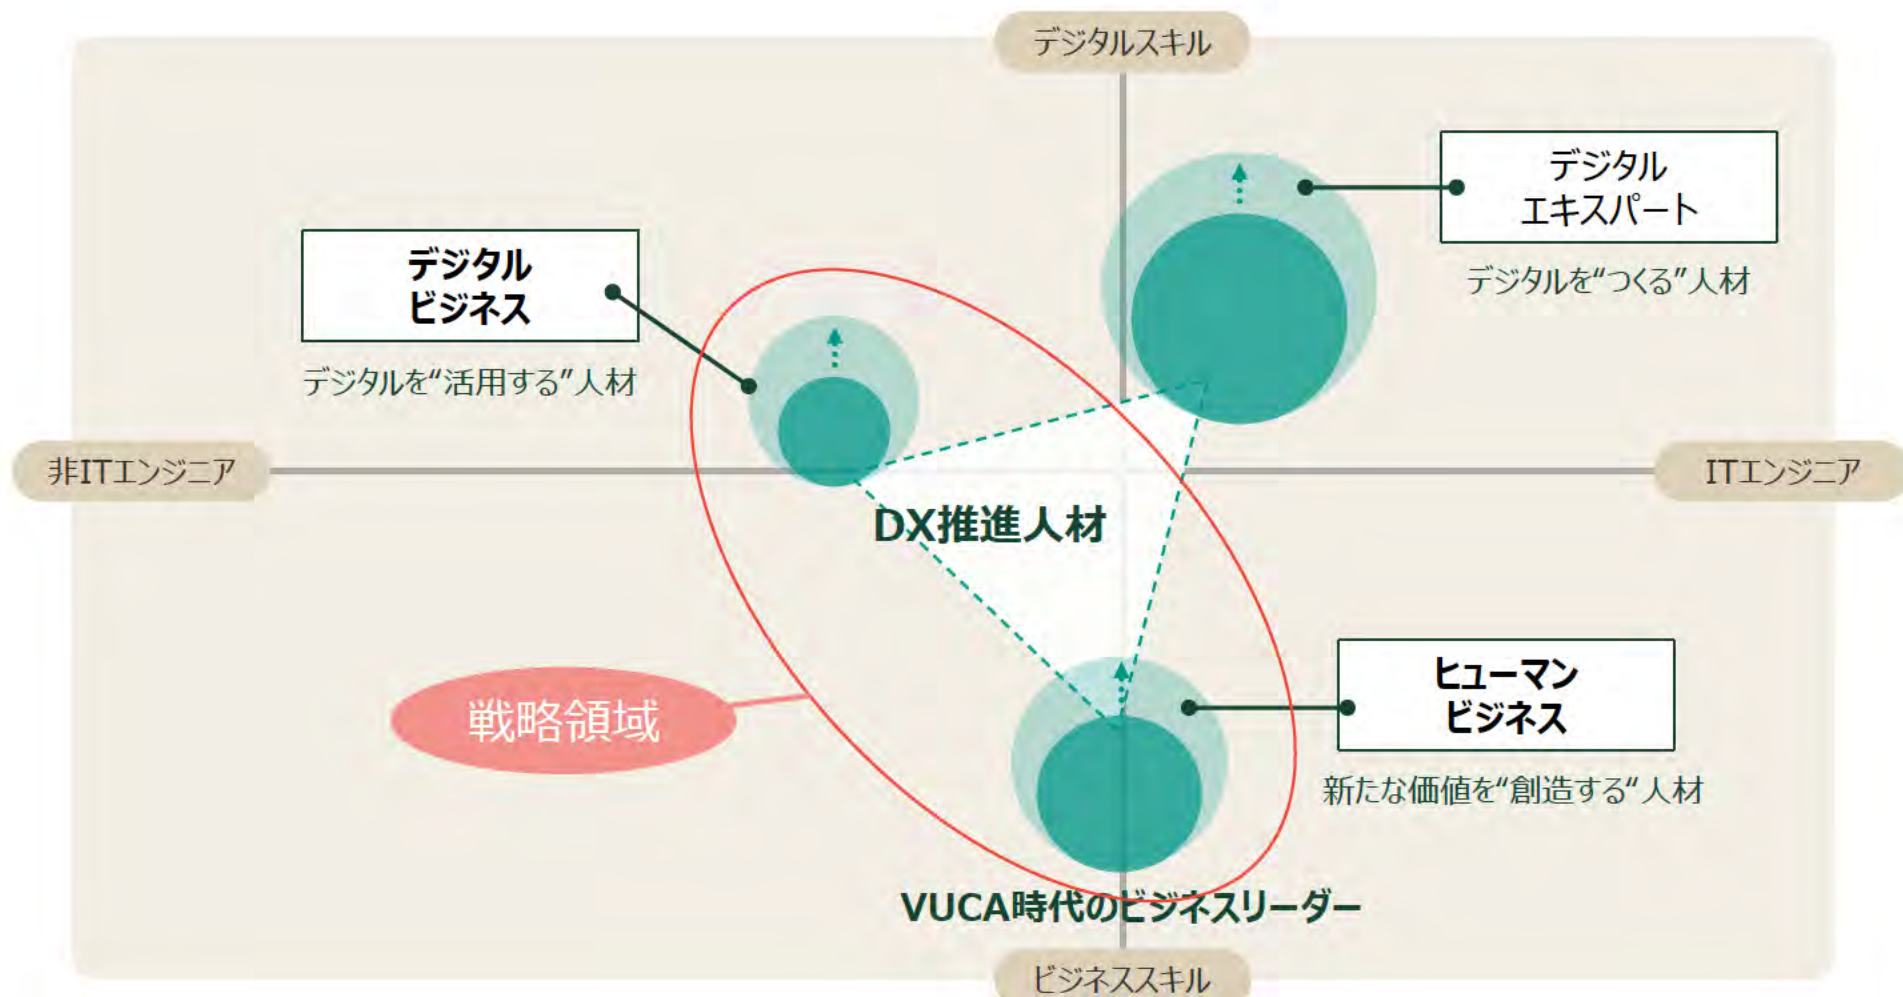 デジタルスキル
デジタル
エキスパート
デジタルを“つくる”人材
デジタル
ビジネス
デジタルを“活用する”人材
非ITエンジニア
ITエンジニア
DX推進人材
戦略領域
ヒューマン
ビジネス
新たな価値を“創造する“人材
VUCA時代のビジネスリーダー
ビジネススキル